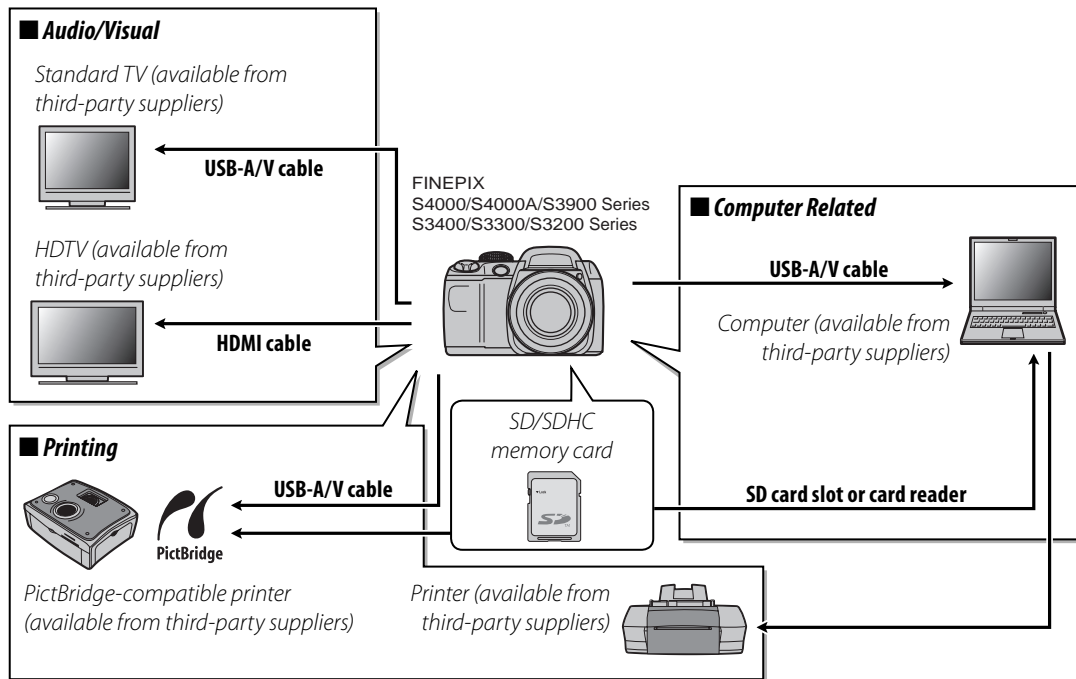 ■ Audio/Visual
Standard TV (available from
third-party suppliers)
USB-A/V cable
HDTV (available from
third-party suppliers)
HDMI cable
FINEPIX
S4000/S4000A/S3900 Series
S3400/S3300/S3200 Series
■ Computer Related
USB-A/V cable
Computer (available from
third-party suppliers)
SD/SDHC
memory card
Lock
SD
SD card slot or card reader
■ Printing
USB-A/V cable
PictBridge
PictBridge-compatible printer
(available from third-party suppliers)
Printer (available from
third-party suppliers)